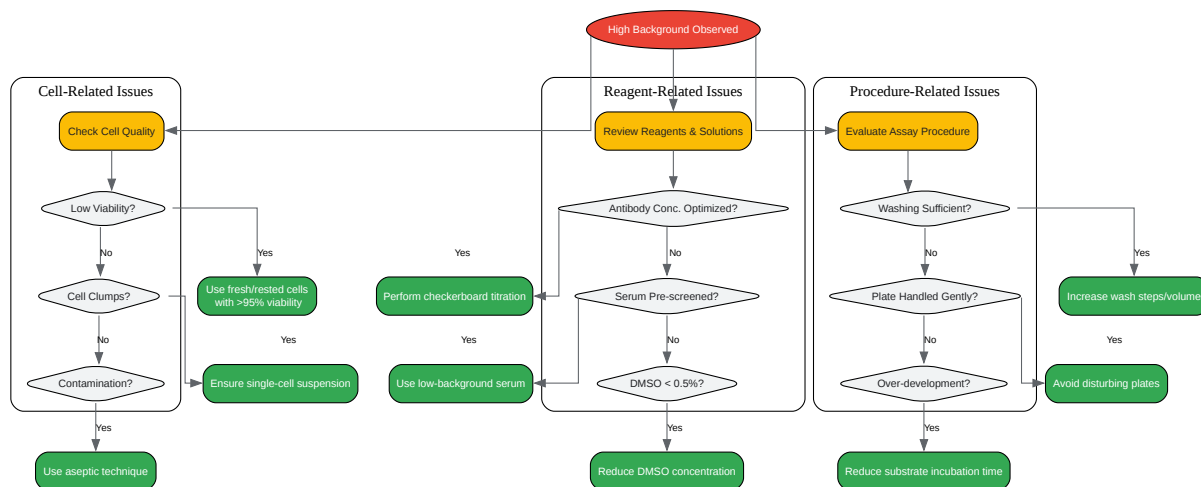 High Background Observed
Cell-Related Issues
Reagent-Related Issues
Procedure-Related Issues
Check Cell Quality
Review Reagents & Solutions
Evaluate Assay Procedure
Low Viability?
Antibody Conc. Optimized?
Washing Sufficient?
No
Yes
Yes
No
No
Yes
Cell Clumps?
Use fresh/rested cells
with >95% viability
Perform checkerboard titration
Serum Pre-screened?
Plate Handled Gently?
Increase wash steps/volume
No
Yes
Yes
No
No
Yes
Contamination?
Ensure single-cell suspension
Use low-background serum
DMSO < 0.5%?
Over-development?
Avoid disturbing plates
Yes
Yes
Yes
Use aseptic technique
Reduce DMSO concentration
Reduce substrate incubation time